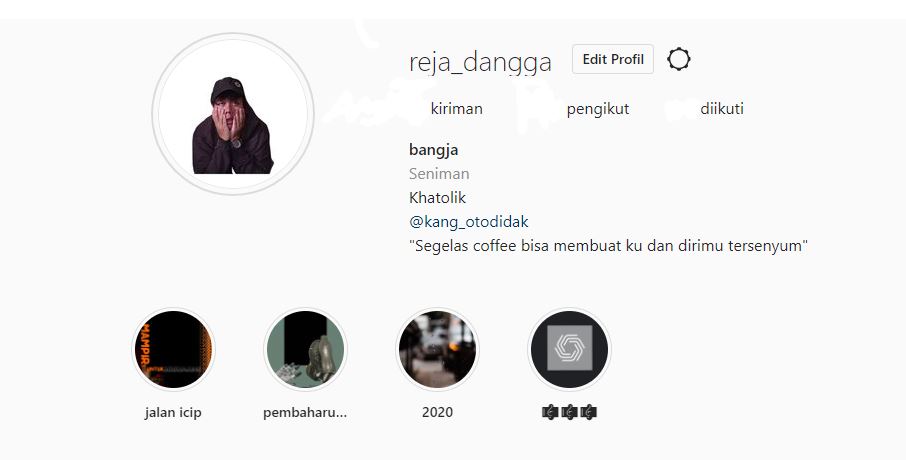 reja_dangga Edit Profil
kiriman pengikut diikuti
bangja
Seniman
Khatolik
@kang_otodidak
"Segelas coffee bisa membuat ku dan dirimu tersenyum"
MAMPIR
jalan icip pembaharu... 2020